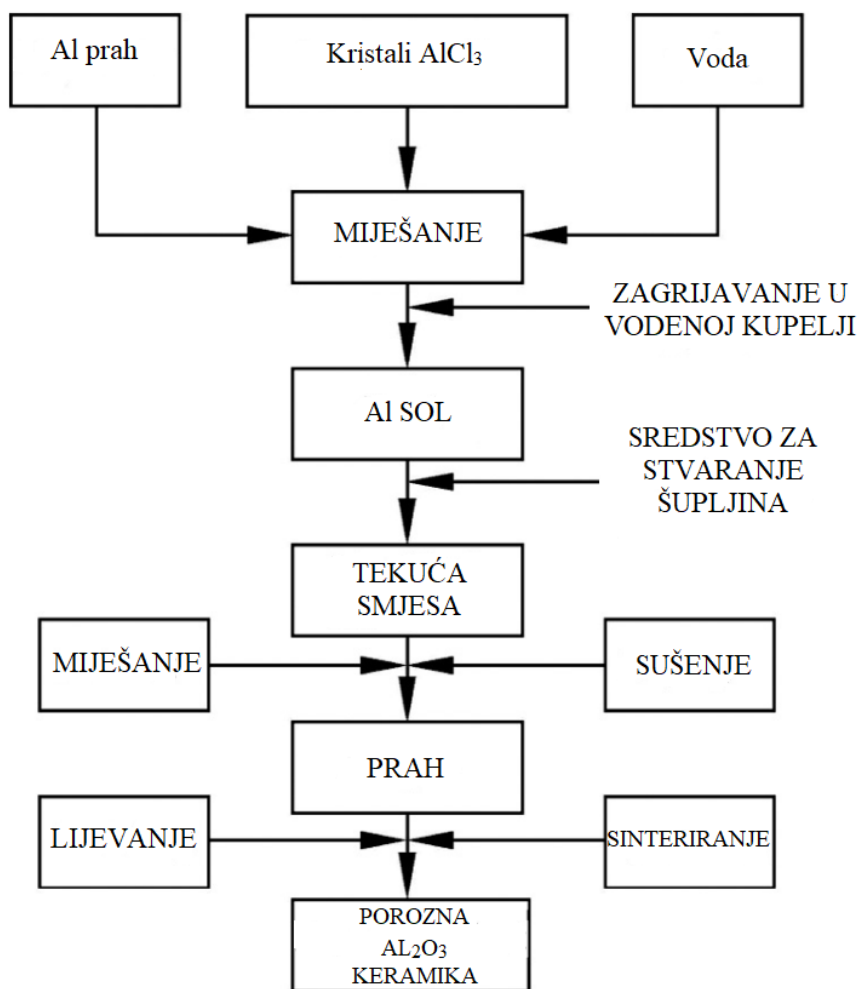 Al prah
Kristali AlCl₃
Voda
MIJEŠANJE
ZAGRIJAVANJE U
VODENOJ KUPELJI
Al SOL
SREDSTVO ZA
STVARANJE
ŠUPLJINA
TEKUĆA
SMJESA
MIJEŠANJE
SUŠENJE
PRAH
LIJEVANJE
SINTERIRANJE
POROZNA
AL₂O₃
KERAMIKA